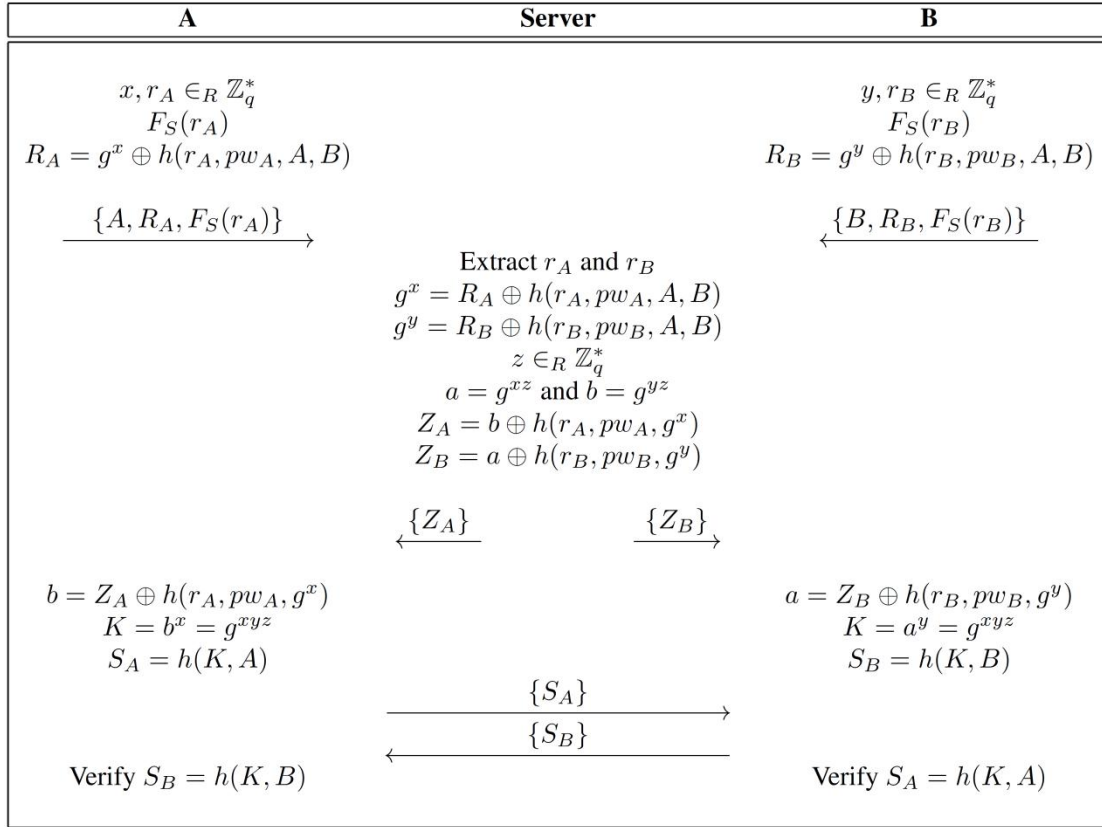 A Server B
x, r_A ∈_R ℤ_q^* y, r_B ∈_R ℤ_q^*
F_S(r_A) F_S(r_B)
R_A = g^x ⊕ h(r_A, pw_A, A, B) R_B = g^y ⊕ h(r_B, pw_B, A, B)
{A, R_A, F_S(r_A)} {B, R_B, F_S(r_B)}
Extract r_A and r_B
g^x = R_A ⊕ h(r_A, pw_A, A, B)
g^y = R_B ⊕ h(r_B, pw_B, A, B)
z ∈_R ℤ_q^*
a = g^{xz} and b = g^{yz}
Z_A = b ⊕ h(r_A, pw_A, g^x)
Z_B = a ⊕ h(r_B, pw_B, g^y)
{Z_A} {Z_B}
b = Z_A ⊕ h(r_A, pw_A, g^x) a = Z_B ⊕ h(r_B, pw_B, g^y)
K = b^x = g^{xyz} K = a^y = g^{xyz}
S_A = h(K, A) S_B = h(K, B)
{S_A}
{S_B}
Verify S_B = h(K, B) Verify S_A = h(K, A)